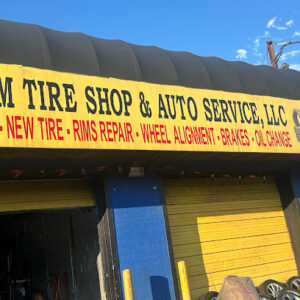 M TIRE SHOP & AUTO SERVICE, LLC
- NEW TIRE - RIMS REPAIR - WHEEL ALIGNMENT - BRAKES - OIL CHANGE